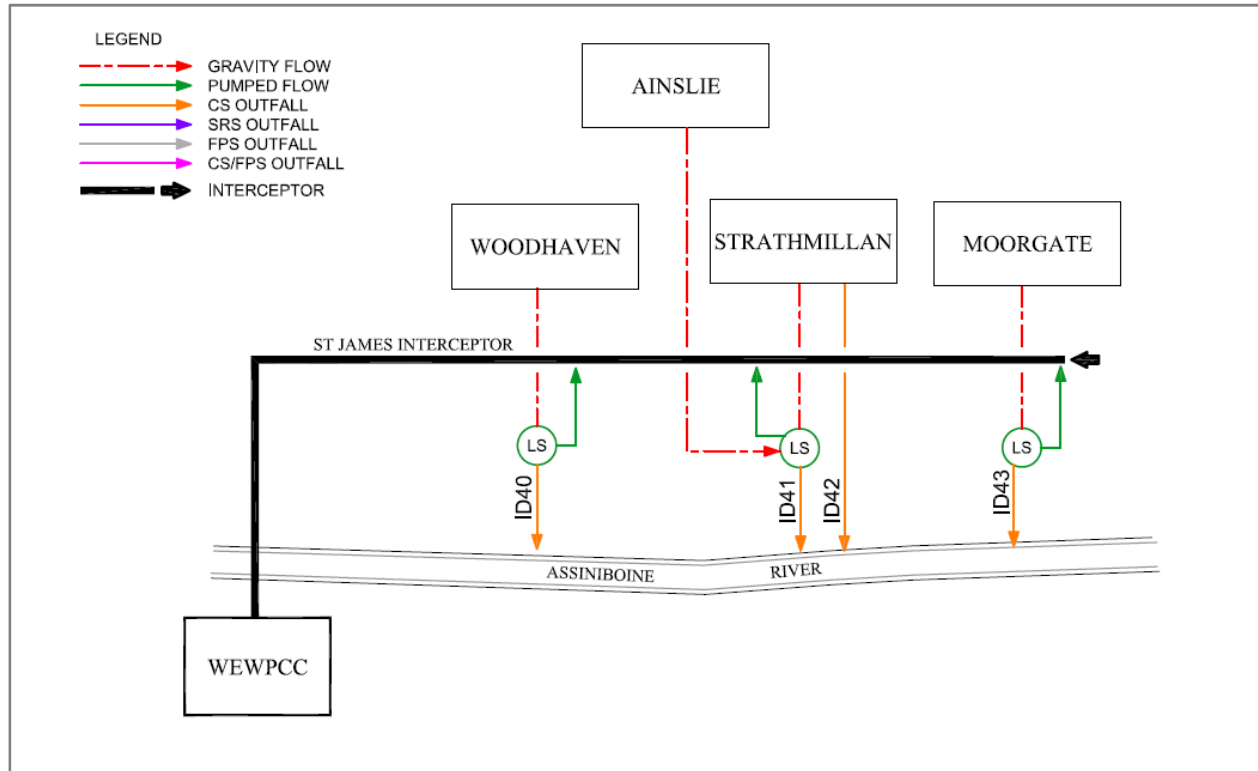 LEGEND
GRAVITY FLOW
PUMPED FLOW
CS OUTFALL
SRS OUTFALL
FPS OUTFALL
CS/FPS OUTFALL
INTERCEPTOR
AINSLIE
WOODHAVEN
STRATHMILLAN
MOORGATE
ST JAMES INTERCEPTOR
LS
LS
LS
ID40
ID41
ID42
ID43
ASSINIBOINE RIVER
WEWPCC